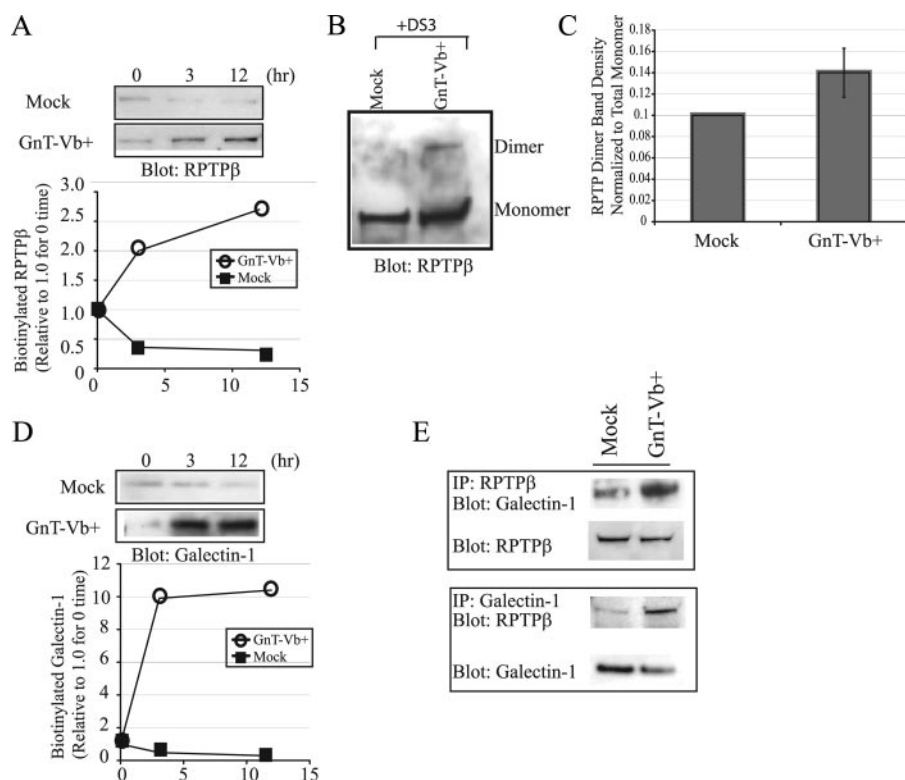 A
0 3 12 (hr)
Mock
GnT-Vb+
Blot: RPTPβ
Biotinylated RPTPβ
(Relative to 1.0 for 0 time)
3.0
2.5
2.0
1.0
0.5
0
GnT-Vb+
Mock
0 5 10 15
B
+DS3
Mock
GnT-Vb+
Dimer
Monomer
Blot: RPTPβ
C
RPTP Dimer Band Density
Normalized to Total Monomer
0.18
0.16
0.14
0.12
0.1
0.08
0.06
0.04
0.02
0
Mock GnT-Vb+
D
0 3 12 (hr)
Mock
GnT-Vb+
Blot: Galectin-1
Biotinylated Galectin-1
(Relative to 1.0 for 0 time)
12
10
8
6
4
2
0
GnT-Vb+
Mock
0 5 10 15
E
Mock
GnT-Vb+
IP: RPTPβ
Blot: Galectin-1
Blot: RPTPβ
IP: Galectin-1
Blot: RPTPβ
Blot: Galectin-1